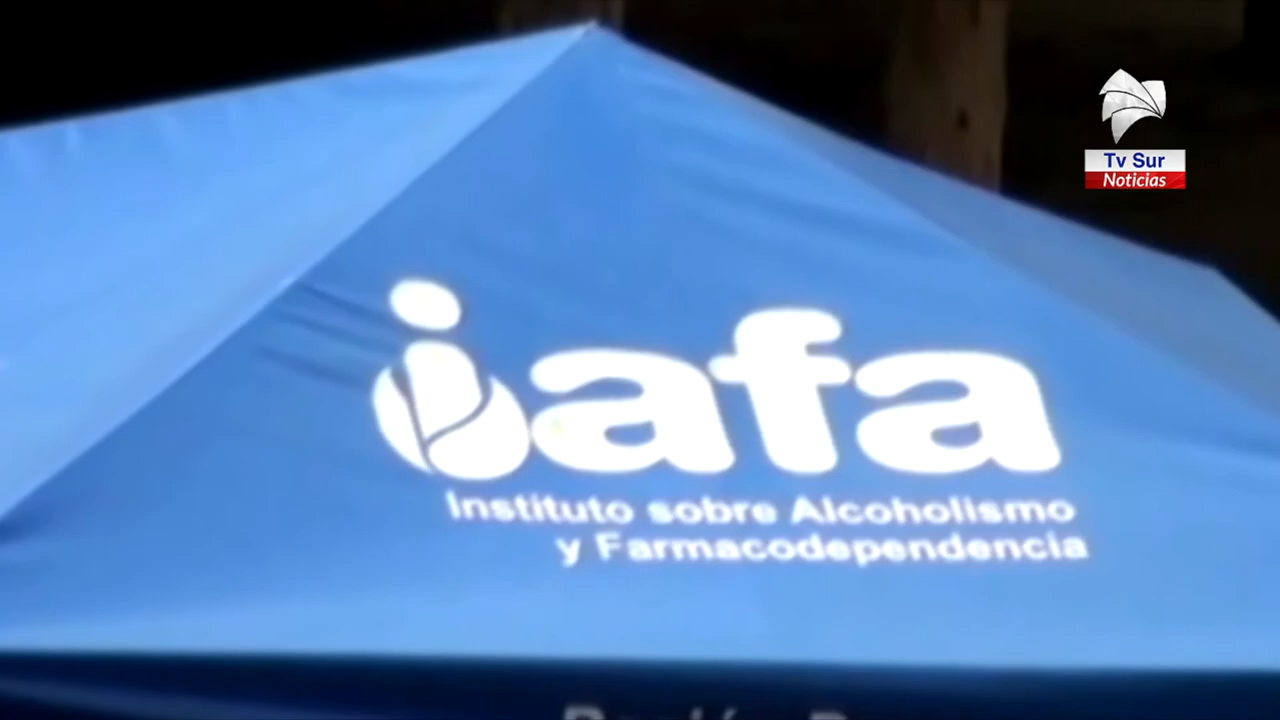 Tv Sur
Noticias
iafa
Instituto sobre Alcoholismo
y Farmacodependencia